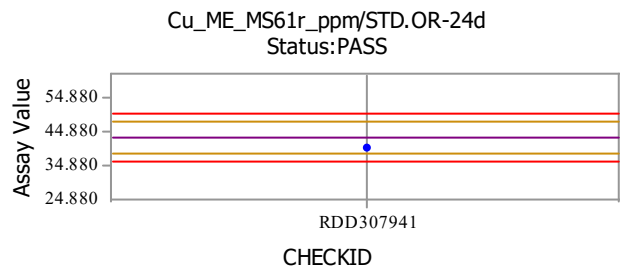 Cu_ME_MS61r_ppm/STD.OR-24d
Status:PASS
Assay Value
54.880
44.880
34.880
24.880
RDD307941
CHECKID